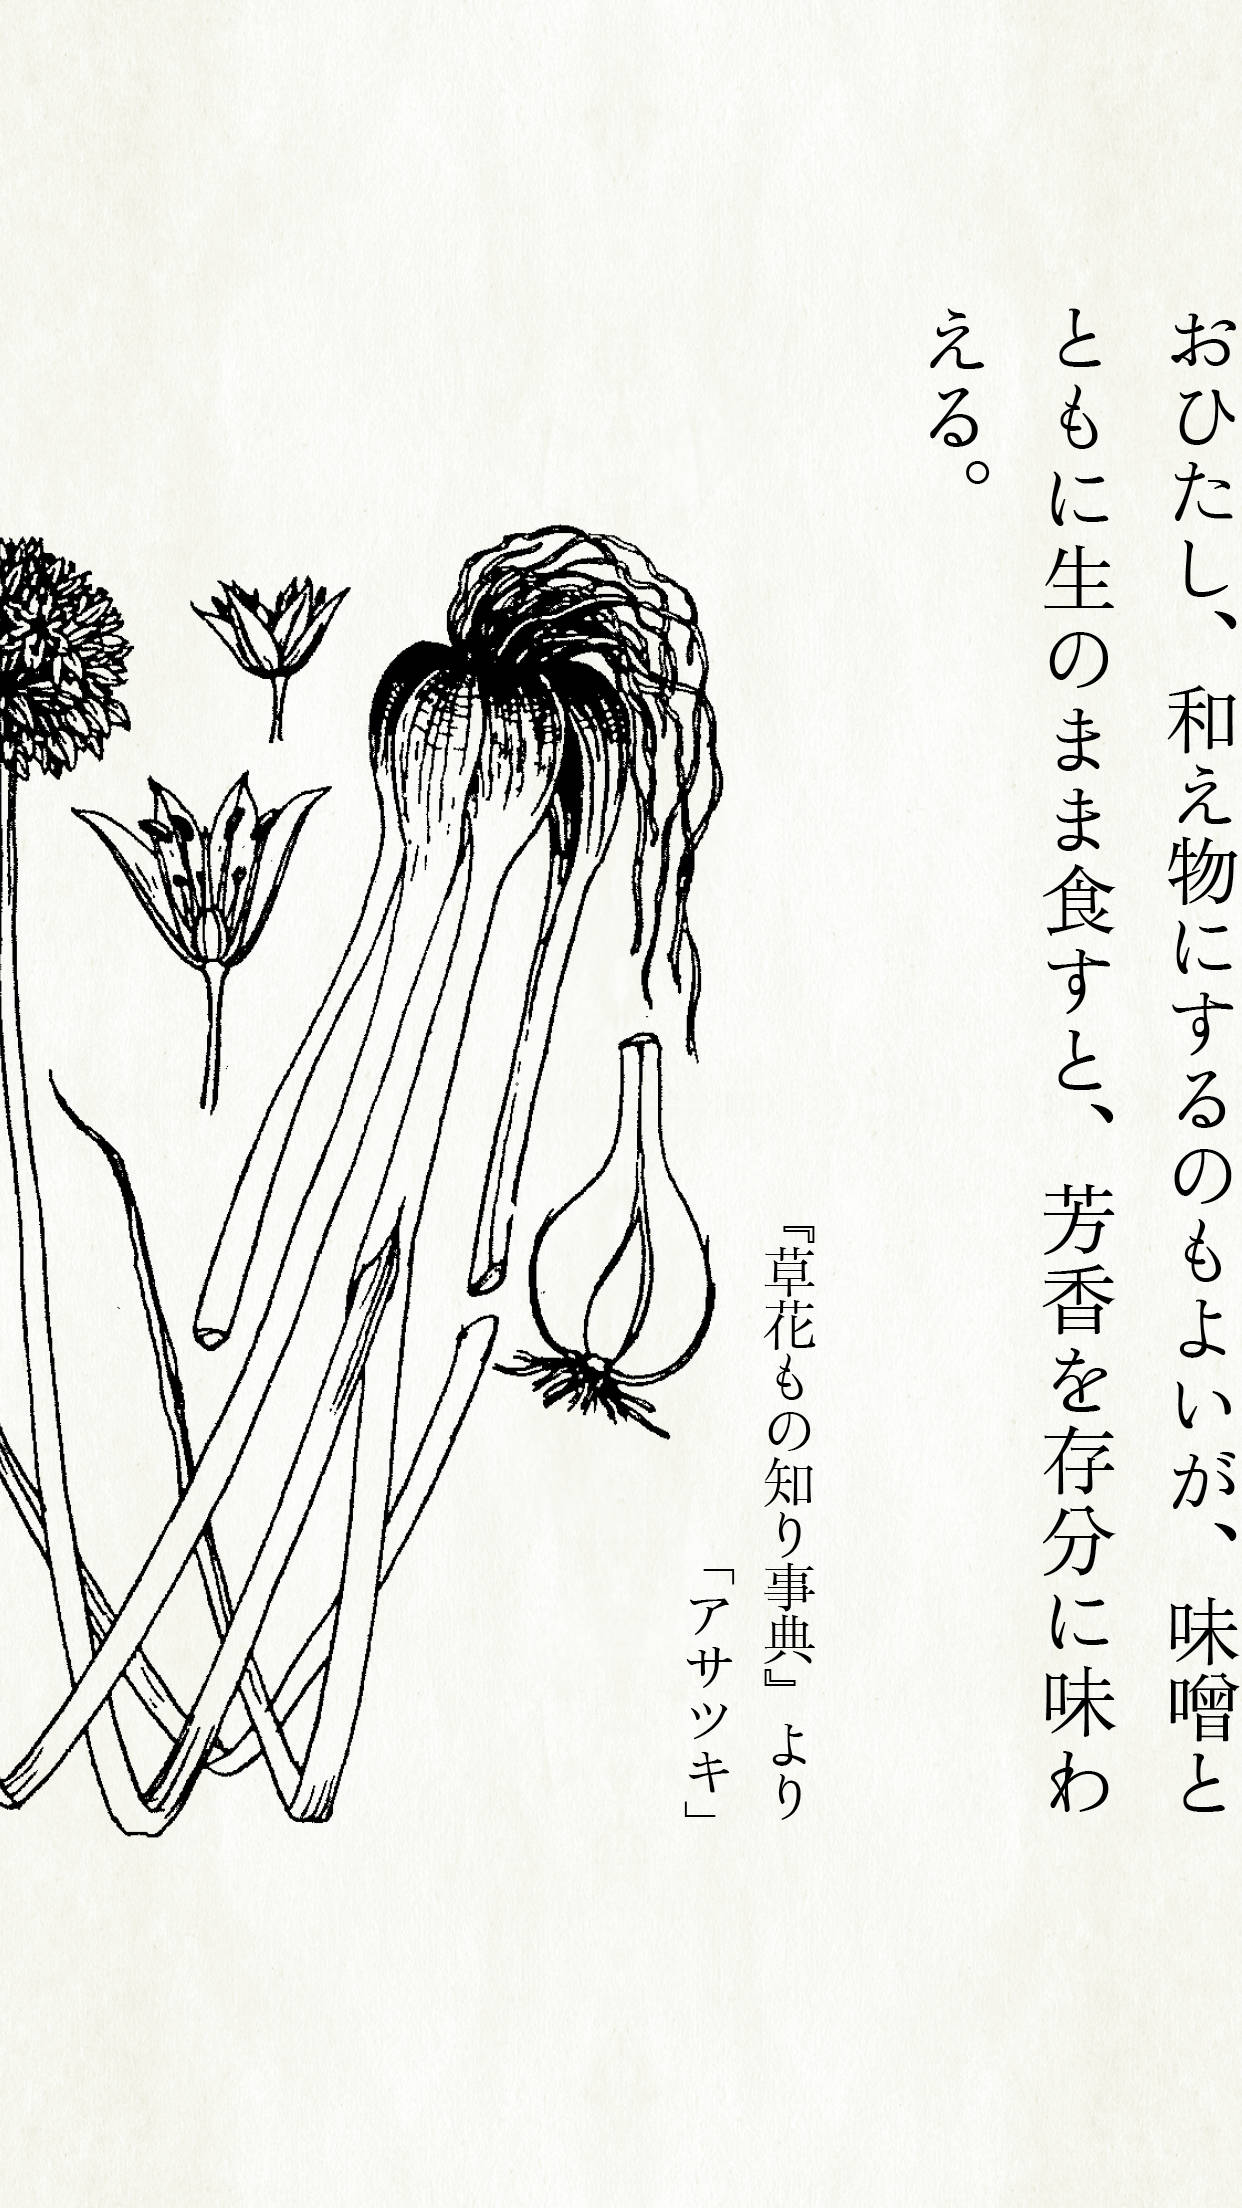 おひたし、和え物にするのもよいが、味噌と
ともに生のまま食すと、芳香を存分に味わ
える。
『草花もの知り事典』より
「アサツキ」